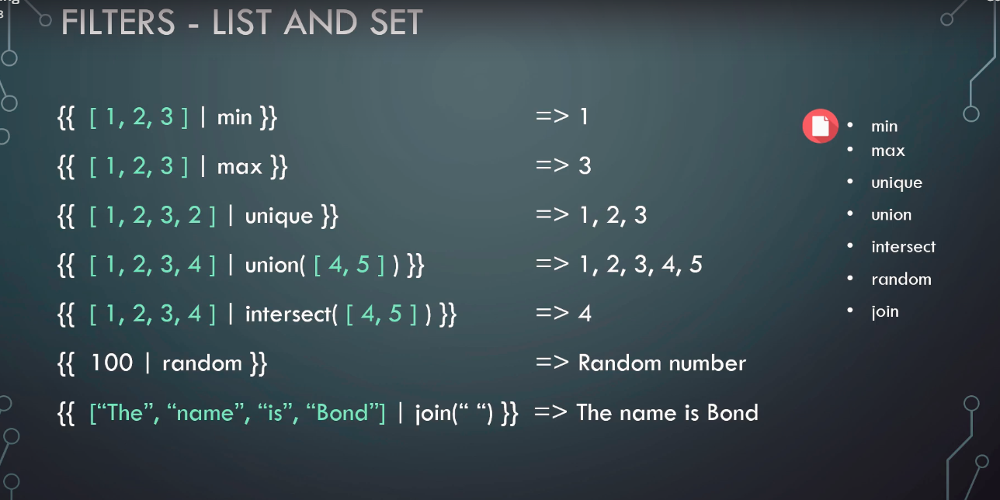 FILTERS - LIST AND SET
{{ [ 1, 2, 3 ] | min }} => 1
{{ [ 1, 2, 3 ] | max }} => 3
{{ [ 1, 2, 3, 2 ] | unique }} => 1, 2, 3
{{ [ 1, 2, 3, 4 ] | union( [ 4, 5 ] ) }} => 1, 2, 3, 4, 5
{{ [ 1, 2, 3, 4 ] | intersect( [ 4, 5 ] ) }} => 4
{{ 100 | random }} => Random number
{{ [“The”, “name”, “is”, “Bond”] | join(“ “) }} => The name is Bond
• min
• max
• unique
• union
• intersect
• random
• join